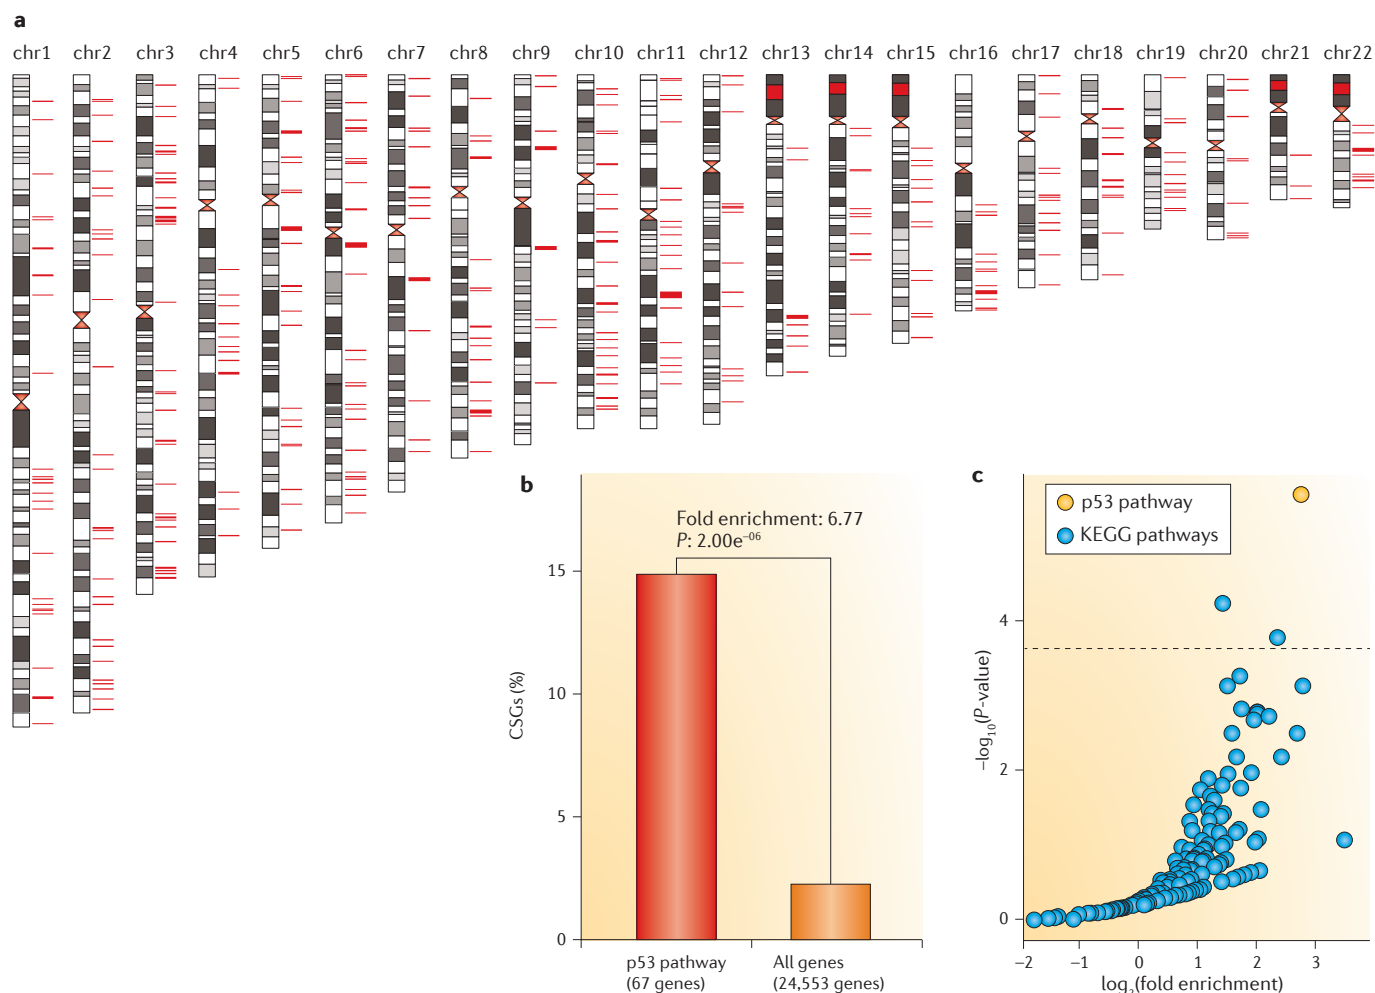 a
chr1 chr2 chr3 chr4 chr5 chr6 chr7 chr8 chr9 chr10 chr11 chr12 chr13 chr14 chr15 chr16 chr17 chr18 chr19 chr20 chr21 chr22
b
Fold enrichment: 6.77
P: 2.00e–06
CSGs (%)
15
10
5
0
p53 pathway
(67 genes)
All genes
(24,553 genes)
c
p53 pathway
KEGG pathways
–log10(P-value)
4
2
0
–2 –1 0 1 2 3
log2(fold enrichment)